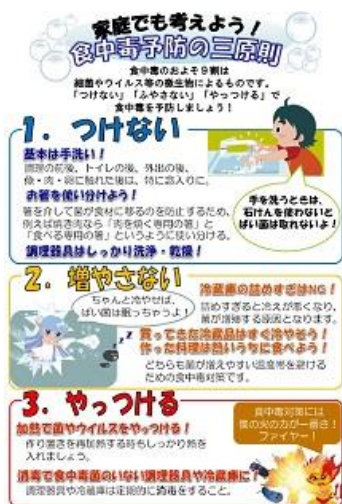 家庭でも考えよう!
食中毒予防の三原則
食中毒のおよそ9割は
細菌やウイルス等の微生物によるものです。
「つけない」「ふやさない」「やっつける」で
食中毒を予防しましょう!
1. つけない
基本は手洗い!
調理の前後、トイレの後、外出の後、
魚・肉・卵に触れた後は、特に念入りに。
お箸を使い分けよう!
箸を介して菌が食材に移るのを防止するため、
例えば焼き肉なら「肉を焼く専用の箸」と
「食べる専用の箸」というように使い分ける。
調理器具はしっかり洗浄・乾燥!
手を洗うときは、
石けんを使わないと
ばい菌は取れないよ!
2. 増やさない
ちゃんと冷やせば、
ばい菌は眠っちゃうよ!
冷蔵庫の詰めすぎはNG!
詰めすぎると冷えが悪くなり、
菌が増殖する原因となります。
買ってきた冷蔵品はすぐ冷やそう!
作った料理は熱いうちに食べよう!
どちらも菌が増えやすい温度帯を避ける
ための食中毒対策です。
3. やっつける
加熱で菌やウイルスをやっつける!
作り置きを再加熱する時もしっかり熱を
入れましょう。
消毒で食中毒菌のいない調理器具や冷蔵庫に!
調理器具や冷蔵庫は定期的に消毒をすること。
食中毒対策には
僕の火の力が一番さ!
ファイヤー!